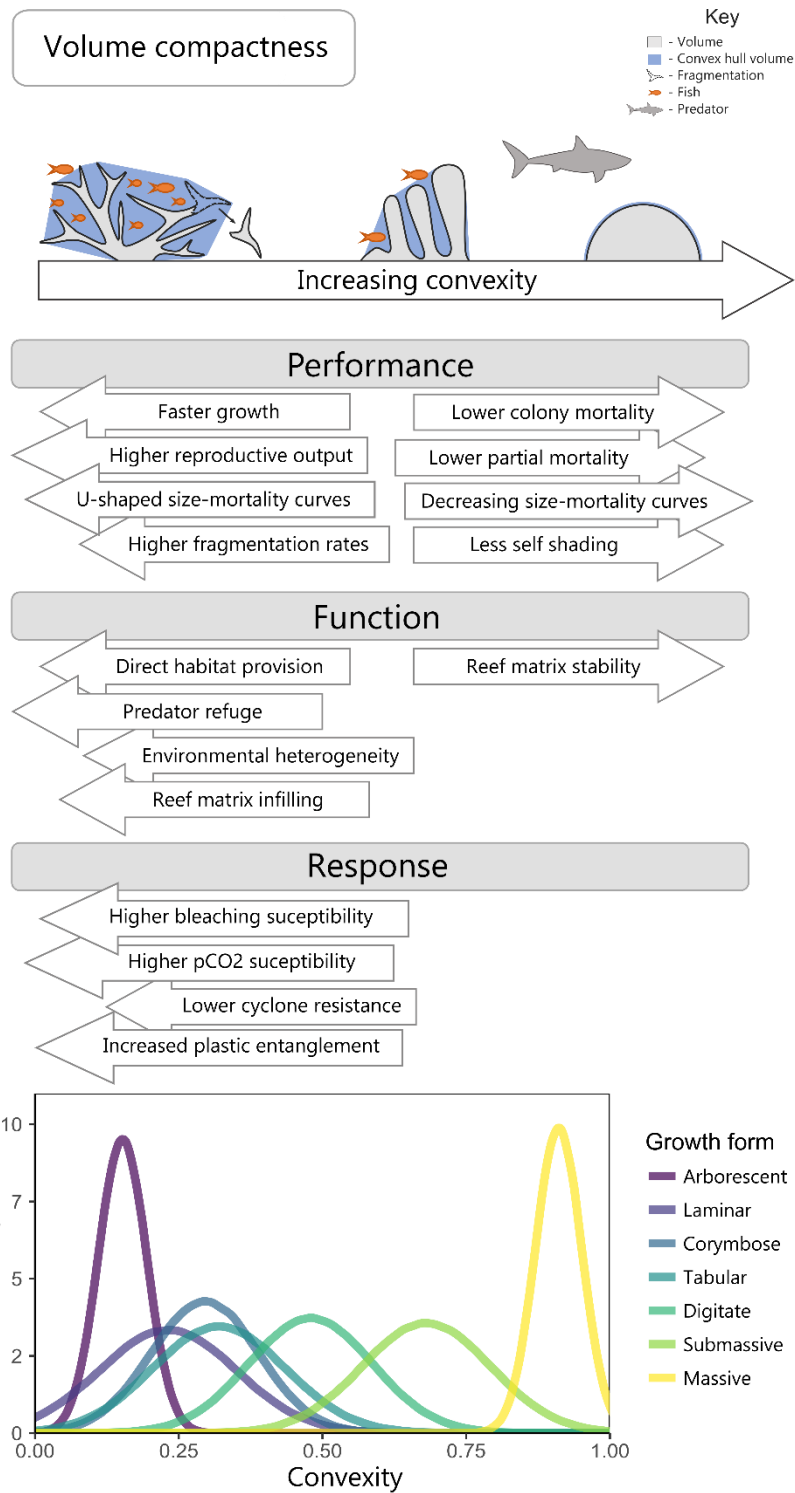 Volume compactness
Key
- Volume
- Convex hull volume
- Fragmentation
- Fish
- Predator
Increasing convexity
Performance
Faster growth
Lower colony mortality
Higher reproductive output
Lower partial mortality
U-shaped size-mortality curves
Decreasing size-mortality curves
Higher fragmentation rates
Less self shading
Function
Direct habitat provision
Reef matrix stability
Predator refuge
Environmental heterogeneity
Reef matrix infilling
Response
Higher bleaching suceptibility
Higher pCO2 suceptibility
Lower cyclone resistance
Increased plastic entanglement
10
7
5
2
0
0.00
0.25
0.50
0.75
1.00
Convexity
Growth form
Arborescent
Laminar
Corymbose
Tabular
Digitate
Submassive
Massive